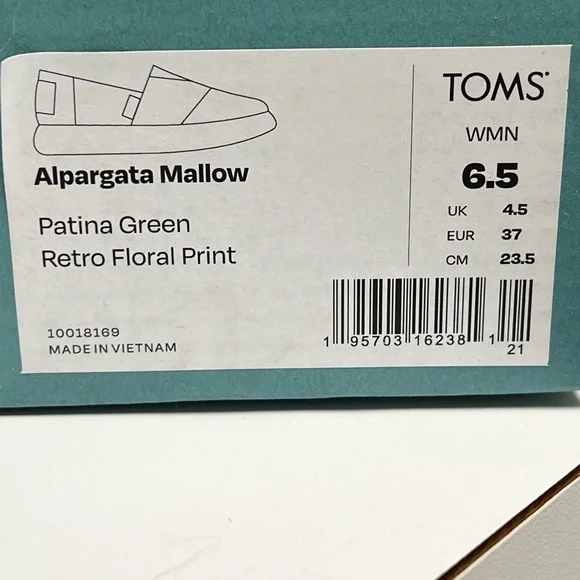 Alpargata Mallow
Patina Green
Retro Floral Print
10018169
MADE IN VIETNAM
TOMS®
WMN
6.5
UK 4.5
EUR 37
CM 23.5
1 95703 16238 1
21